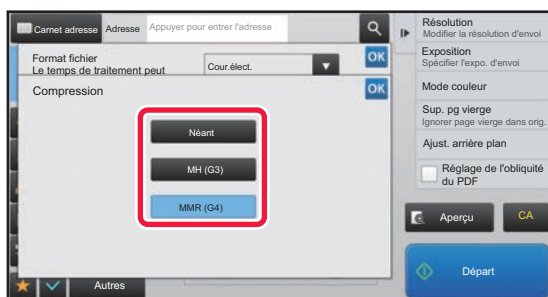 Carnet adresse
Adresse
Appuyer pour entrer l'adresse
Format fichier
Le temps de traitement peut
Cour.élect.
OK
Compression
OK
Néant
MH (G3)
MMR (G4)
Autres
Résolution
Modifier la résolution d'envoi
Exposition
Spécifier l'expo. d'envoi
Mode couleur
Sup. pg vierge
Ignorer page vierge dans orig.
Ajust. arrière plan
Réglage de l'obliquité
du PDF
Aperçu
CA
Départ